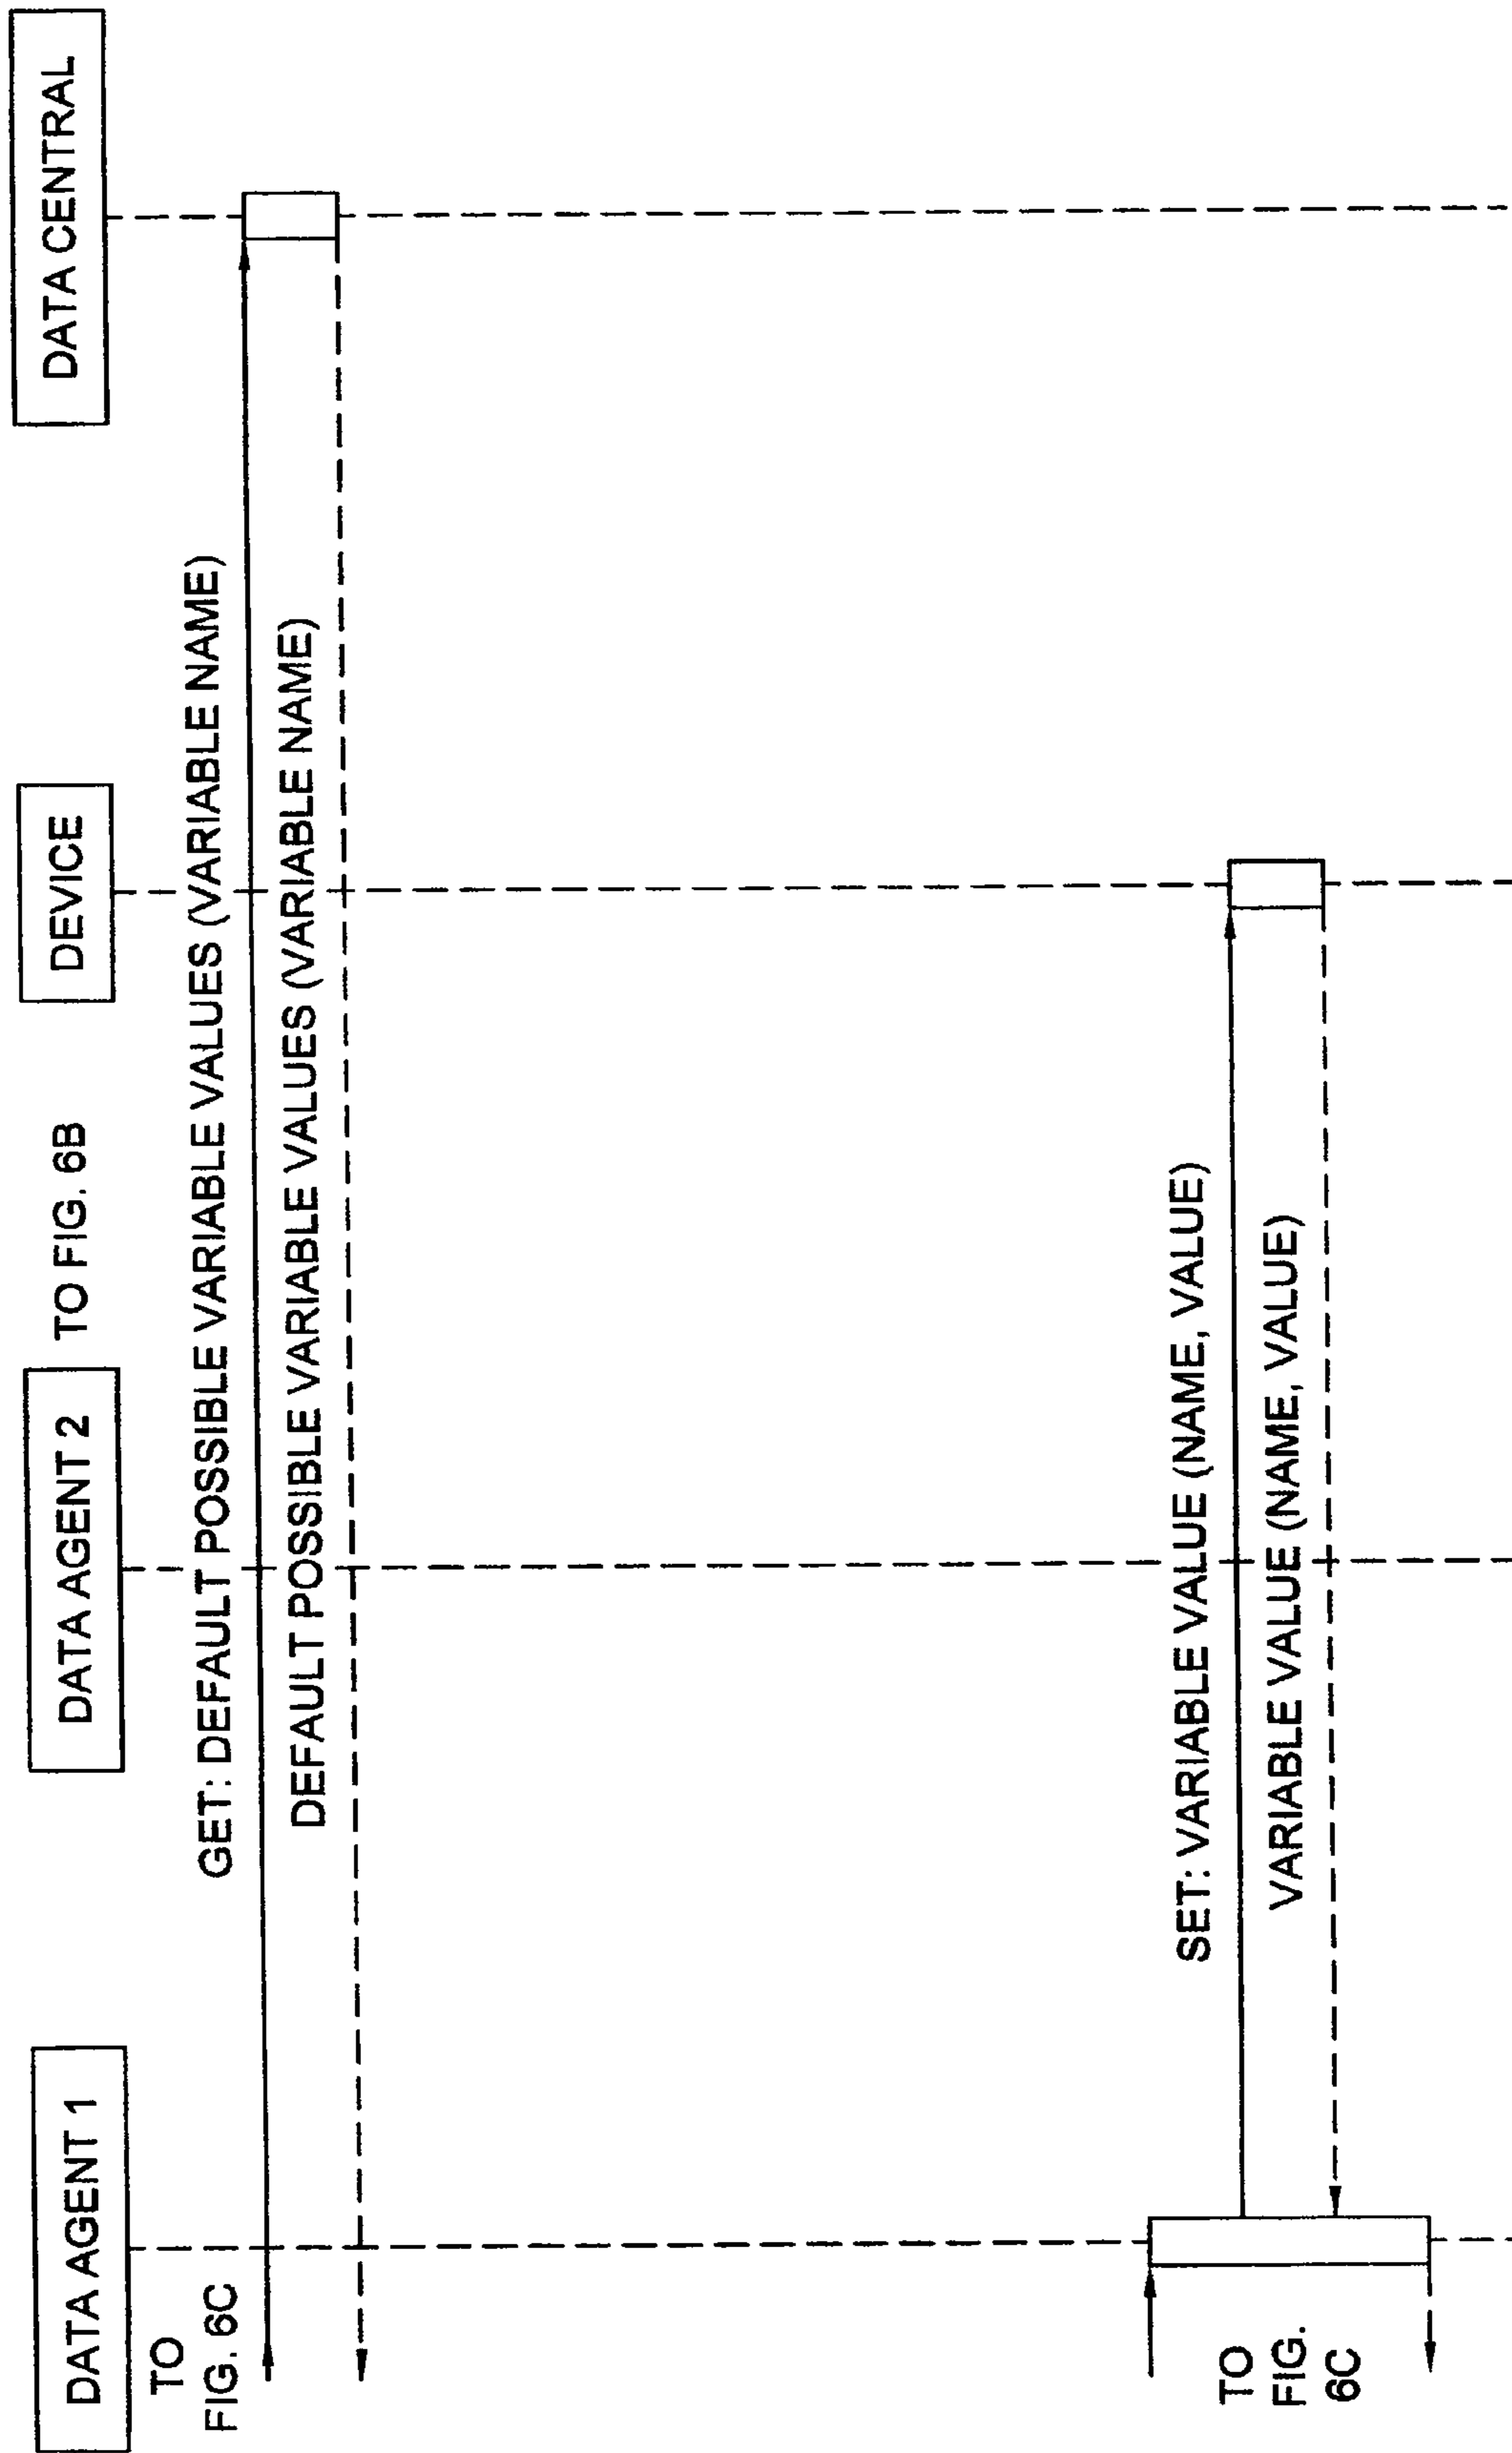 DATA AGENT 1
DATA AGENT 2
TO FIG. 6B
DEVICE
DATA CENTRAL
TO
FIG. 6C
GET: DEFAULT POSSIBLE VARIABLE VALUES (VARIABLE NAME)
DEFAULT POSSIBLE VARIABLE VALUES (VARIABLE NAME)
SET: VARIABLE VALUE (NAME, VALUE)
VARIABLE VALUE (NAME, VALUE)
TO
FIG.
6C